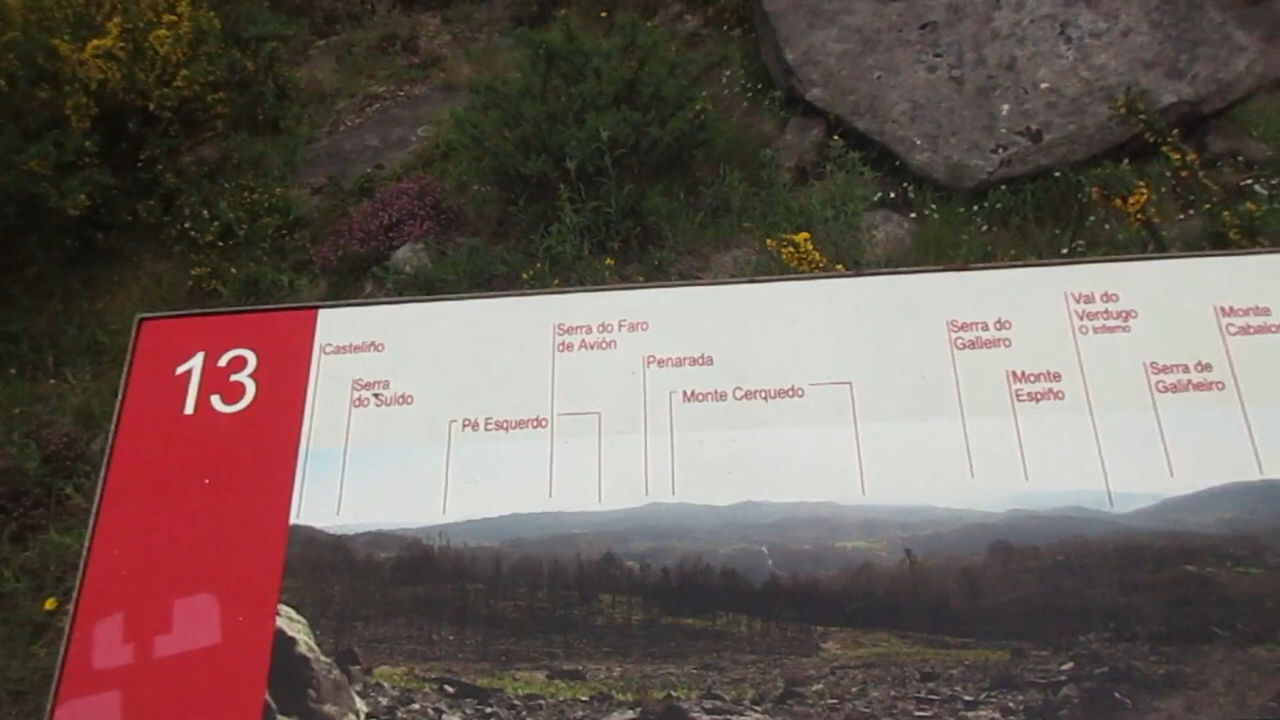 13
Casteliño
Serra
do Suído
Pé Esquerdo
Serra do Faro
de Avión
Penarada
Monte Cerquedo
Serra do
Galleiro
Monte
Espiño
Val do
Verdugo
O Inferno
Serra de
Galiñeiro
Monte